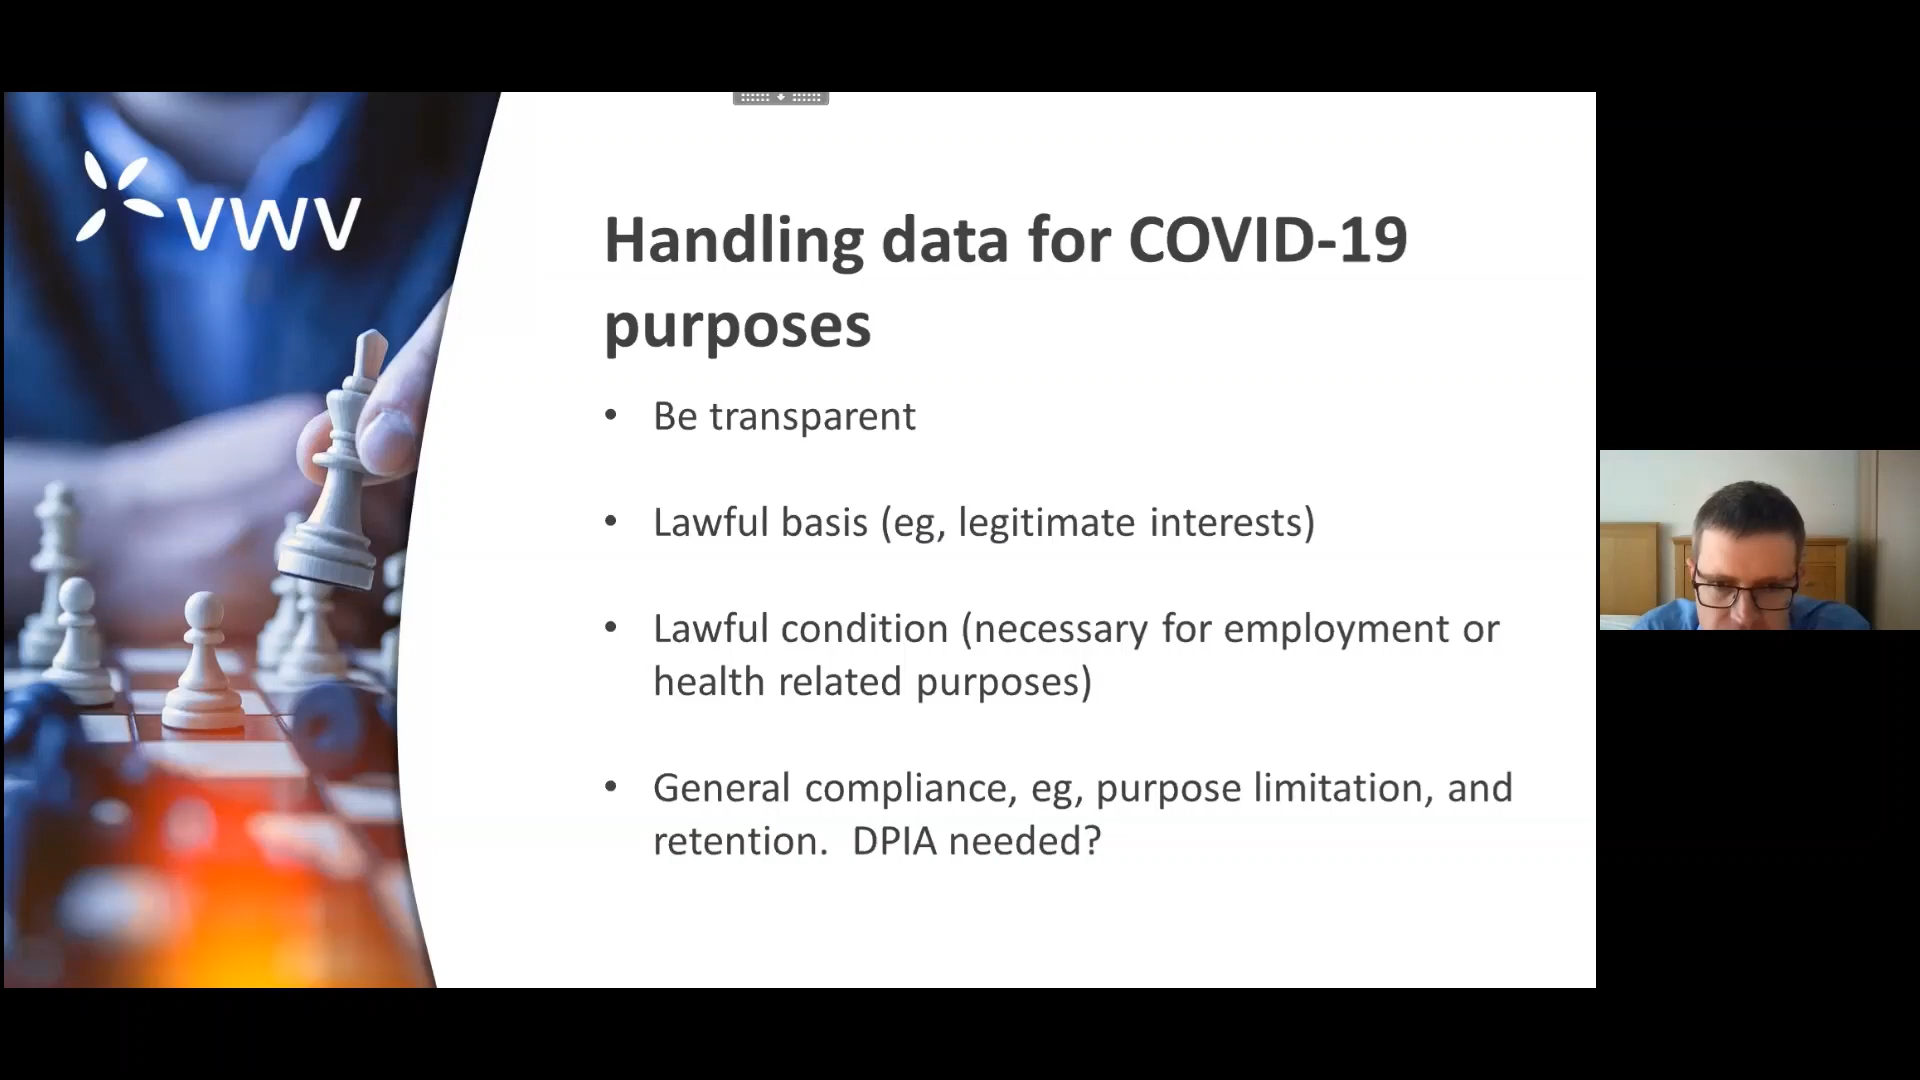 vwv
Handling data for COVID-19
purposes
• Be transparent
• Lawful basis (eg, legitimate interests)
• Lawful condition (necessary for employment or
health related purposes)
• General compliance, eg, purpose limitation, and
retention.  DPIA needed?